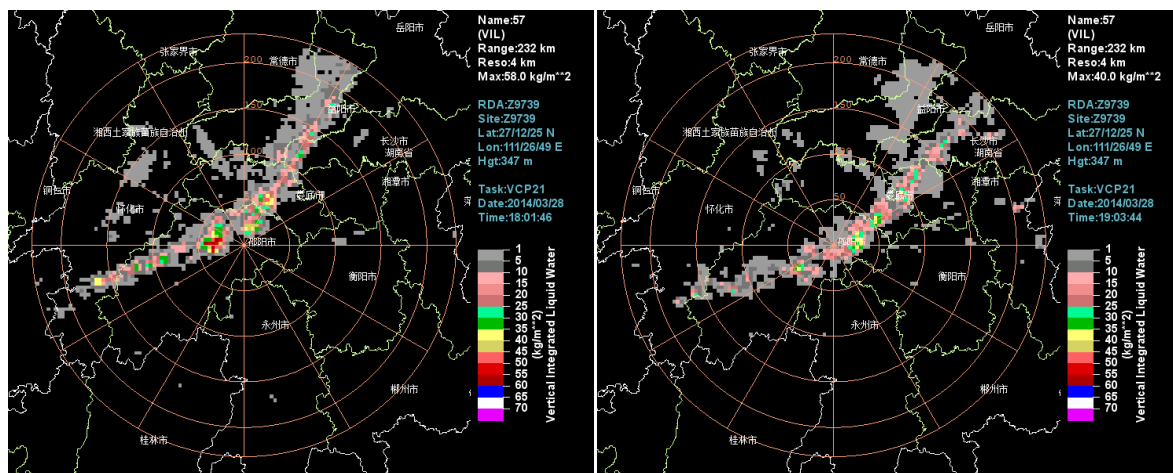 Name:57
(VIL)
Range:232 km
Reso:4 km
Max:58.0 kg/m**2
RDA:Z9739
Site:Z9739
Lat:27/12/25 N
Lon:111/26/49 E
Hgt:347 m
Task:VCP21
Date:2014/03/28
Time:18:01:46
1
5
10
15
20
25
30
35
40
45
50
55
60
65
70
Vertical Integrated Liquid Water
(kg/m**2)
岳阳市
张家界市
常德市
200
150
益阳市
湘西土家族苗族自治州
100
长沙市
湖南省
湘潭市
铜仁市
娄底市
怀化市
邵阳市
衡阳市
永州市
郴州市
桂林市
Name:57
(VIL)
Range:232 km
Reso:4 km
Max:40.0 kg/m**2
RDA:Z9739
Site:Z9739
Lat:27/12/25 N
Lon:111/26/49 E
Hgt:347 m
Task:VCP21
Date:2014/03/28
Time:19:03:44
1
5
10
15
20
25
30
35
40
45
50
55
60
65
70
Vertical Integrated Liquid Water
(kg/m**2)
岳阳市
张家界市
常德市
200
150
益阳市
湘西土家族苗族自治州
长沙市
湖南省
湘潭市
铜仁市
50
娄底市
怀化市
邵阳市
衡阳市
永州市
郴州市
桂林市